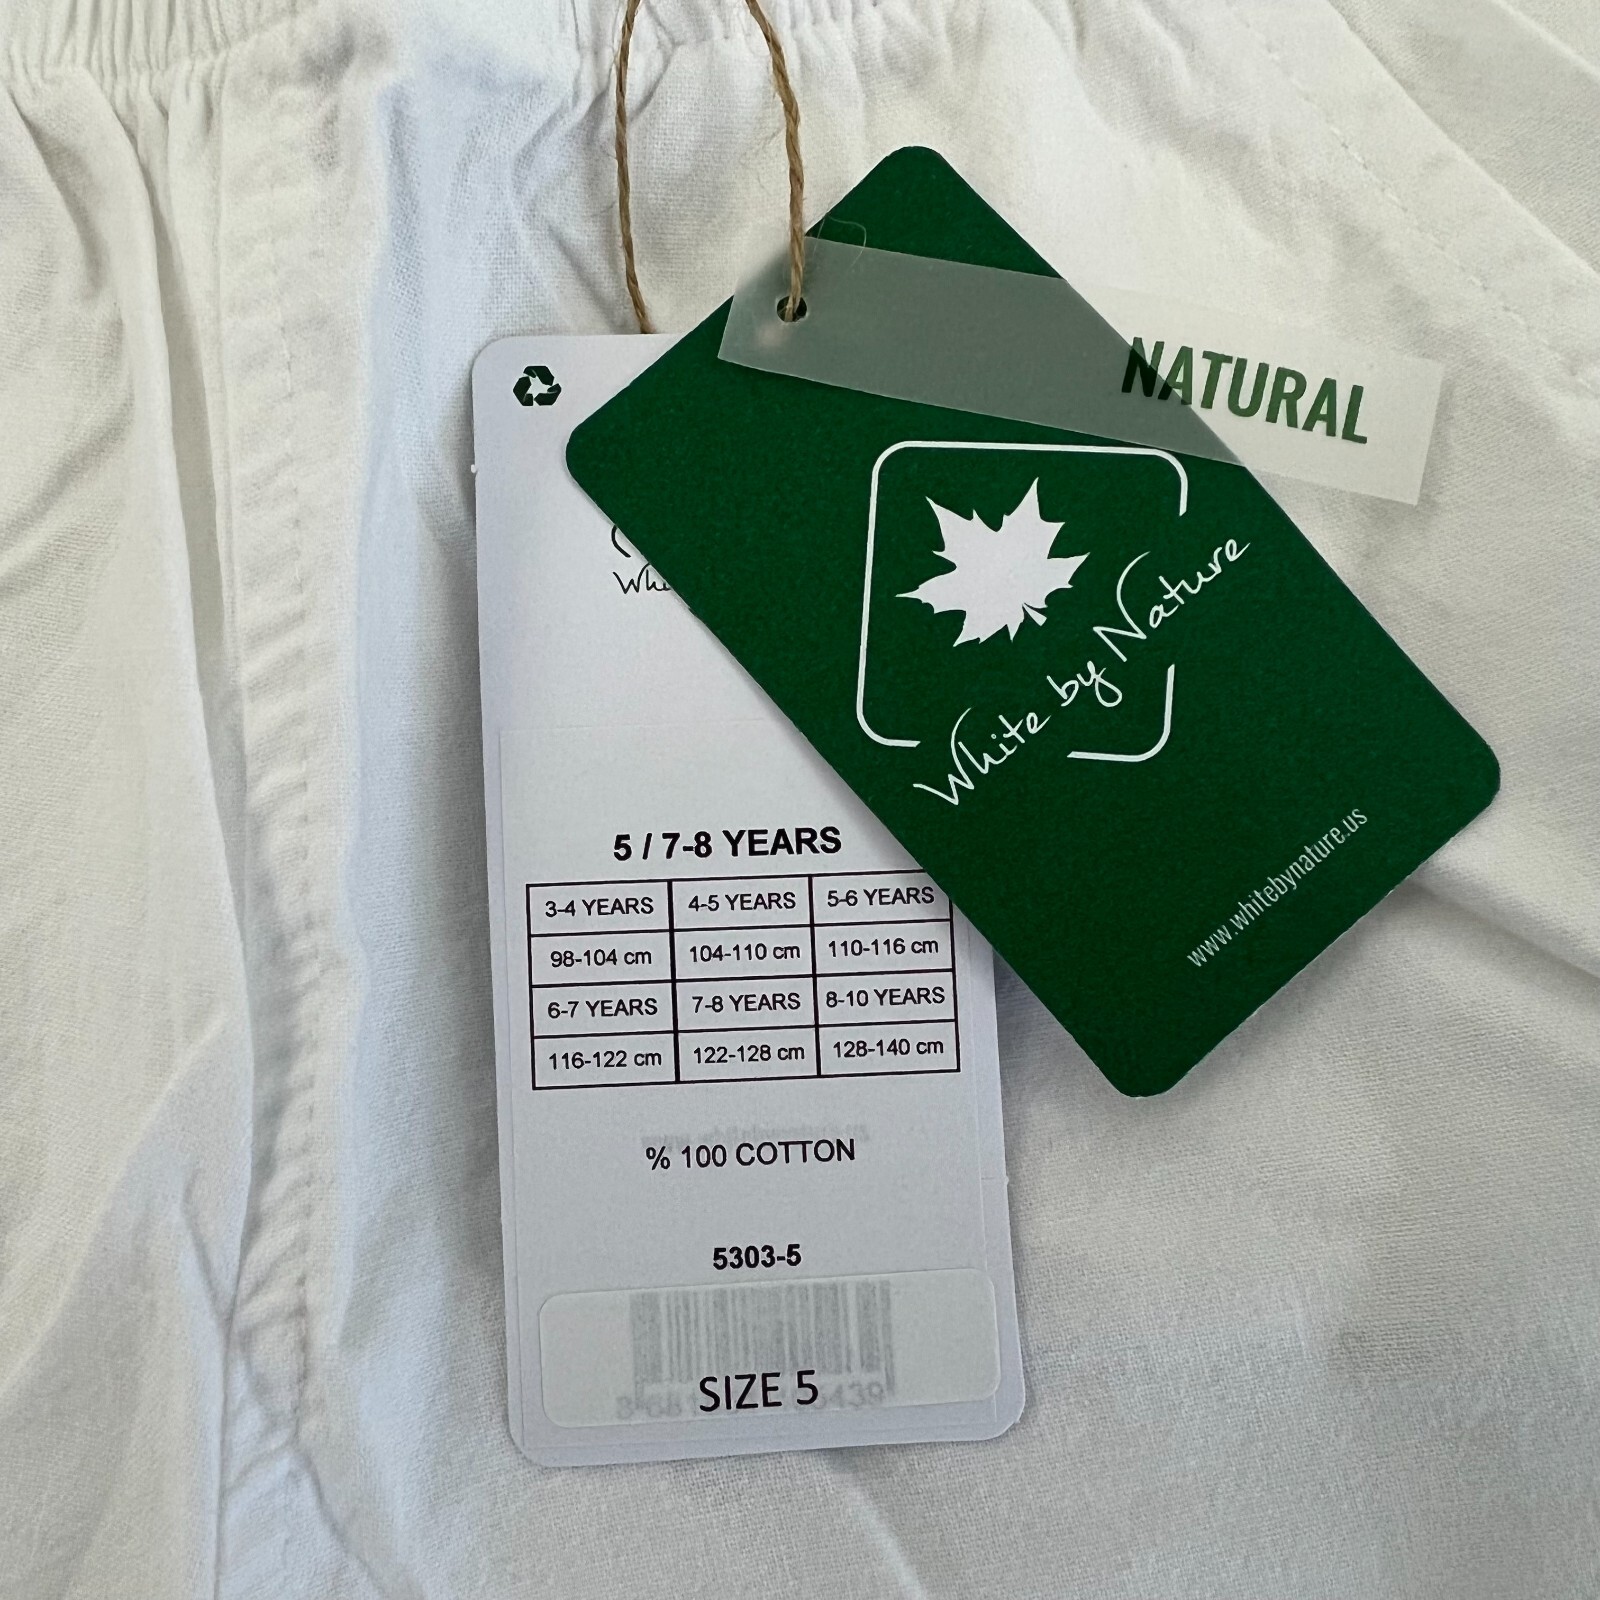 NATURAL
White by Nature
www.whitebynature.us
5 / 7-8 YEARS
3-4 YEARS 4-5 YEARS 5-6 YEARS
98-104 cm 104-110 cm 110-116 cm
6-7 YEARS 7-8 YEARS 8-10 YEARS
116-122 cm 122-128 cm 128-140 cm
% 100 COTTON
5303-5
SIZE 5